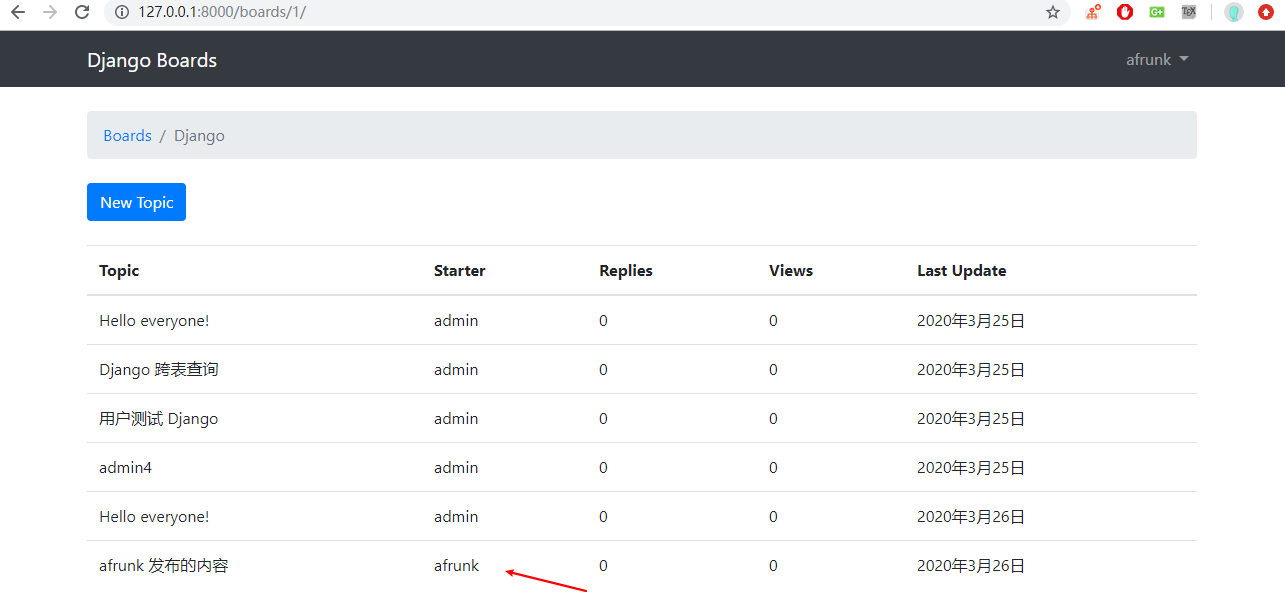 127.0.0.1:8000/boards/1/
G+
TEX
Django Boards
afrunk
Boards / Django
New Topic
Topic Starter Replies Views Last Update
Hello everyone! admin 0 0 2020年3月25日
Django 跨表查询 admin 0 0 2020年3月25日
用户测试 Django admin 0 0 2020年3月25日
admin4 admin 0 0 2020年3月25日
Hello everyone! admin 0 0 2020年3月26日
afrunk 发布的内容 afrunk 0 0 2020年3月26日